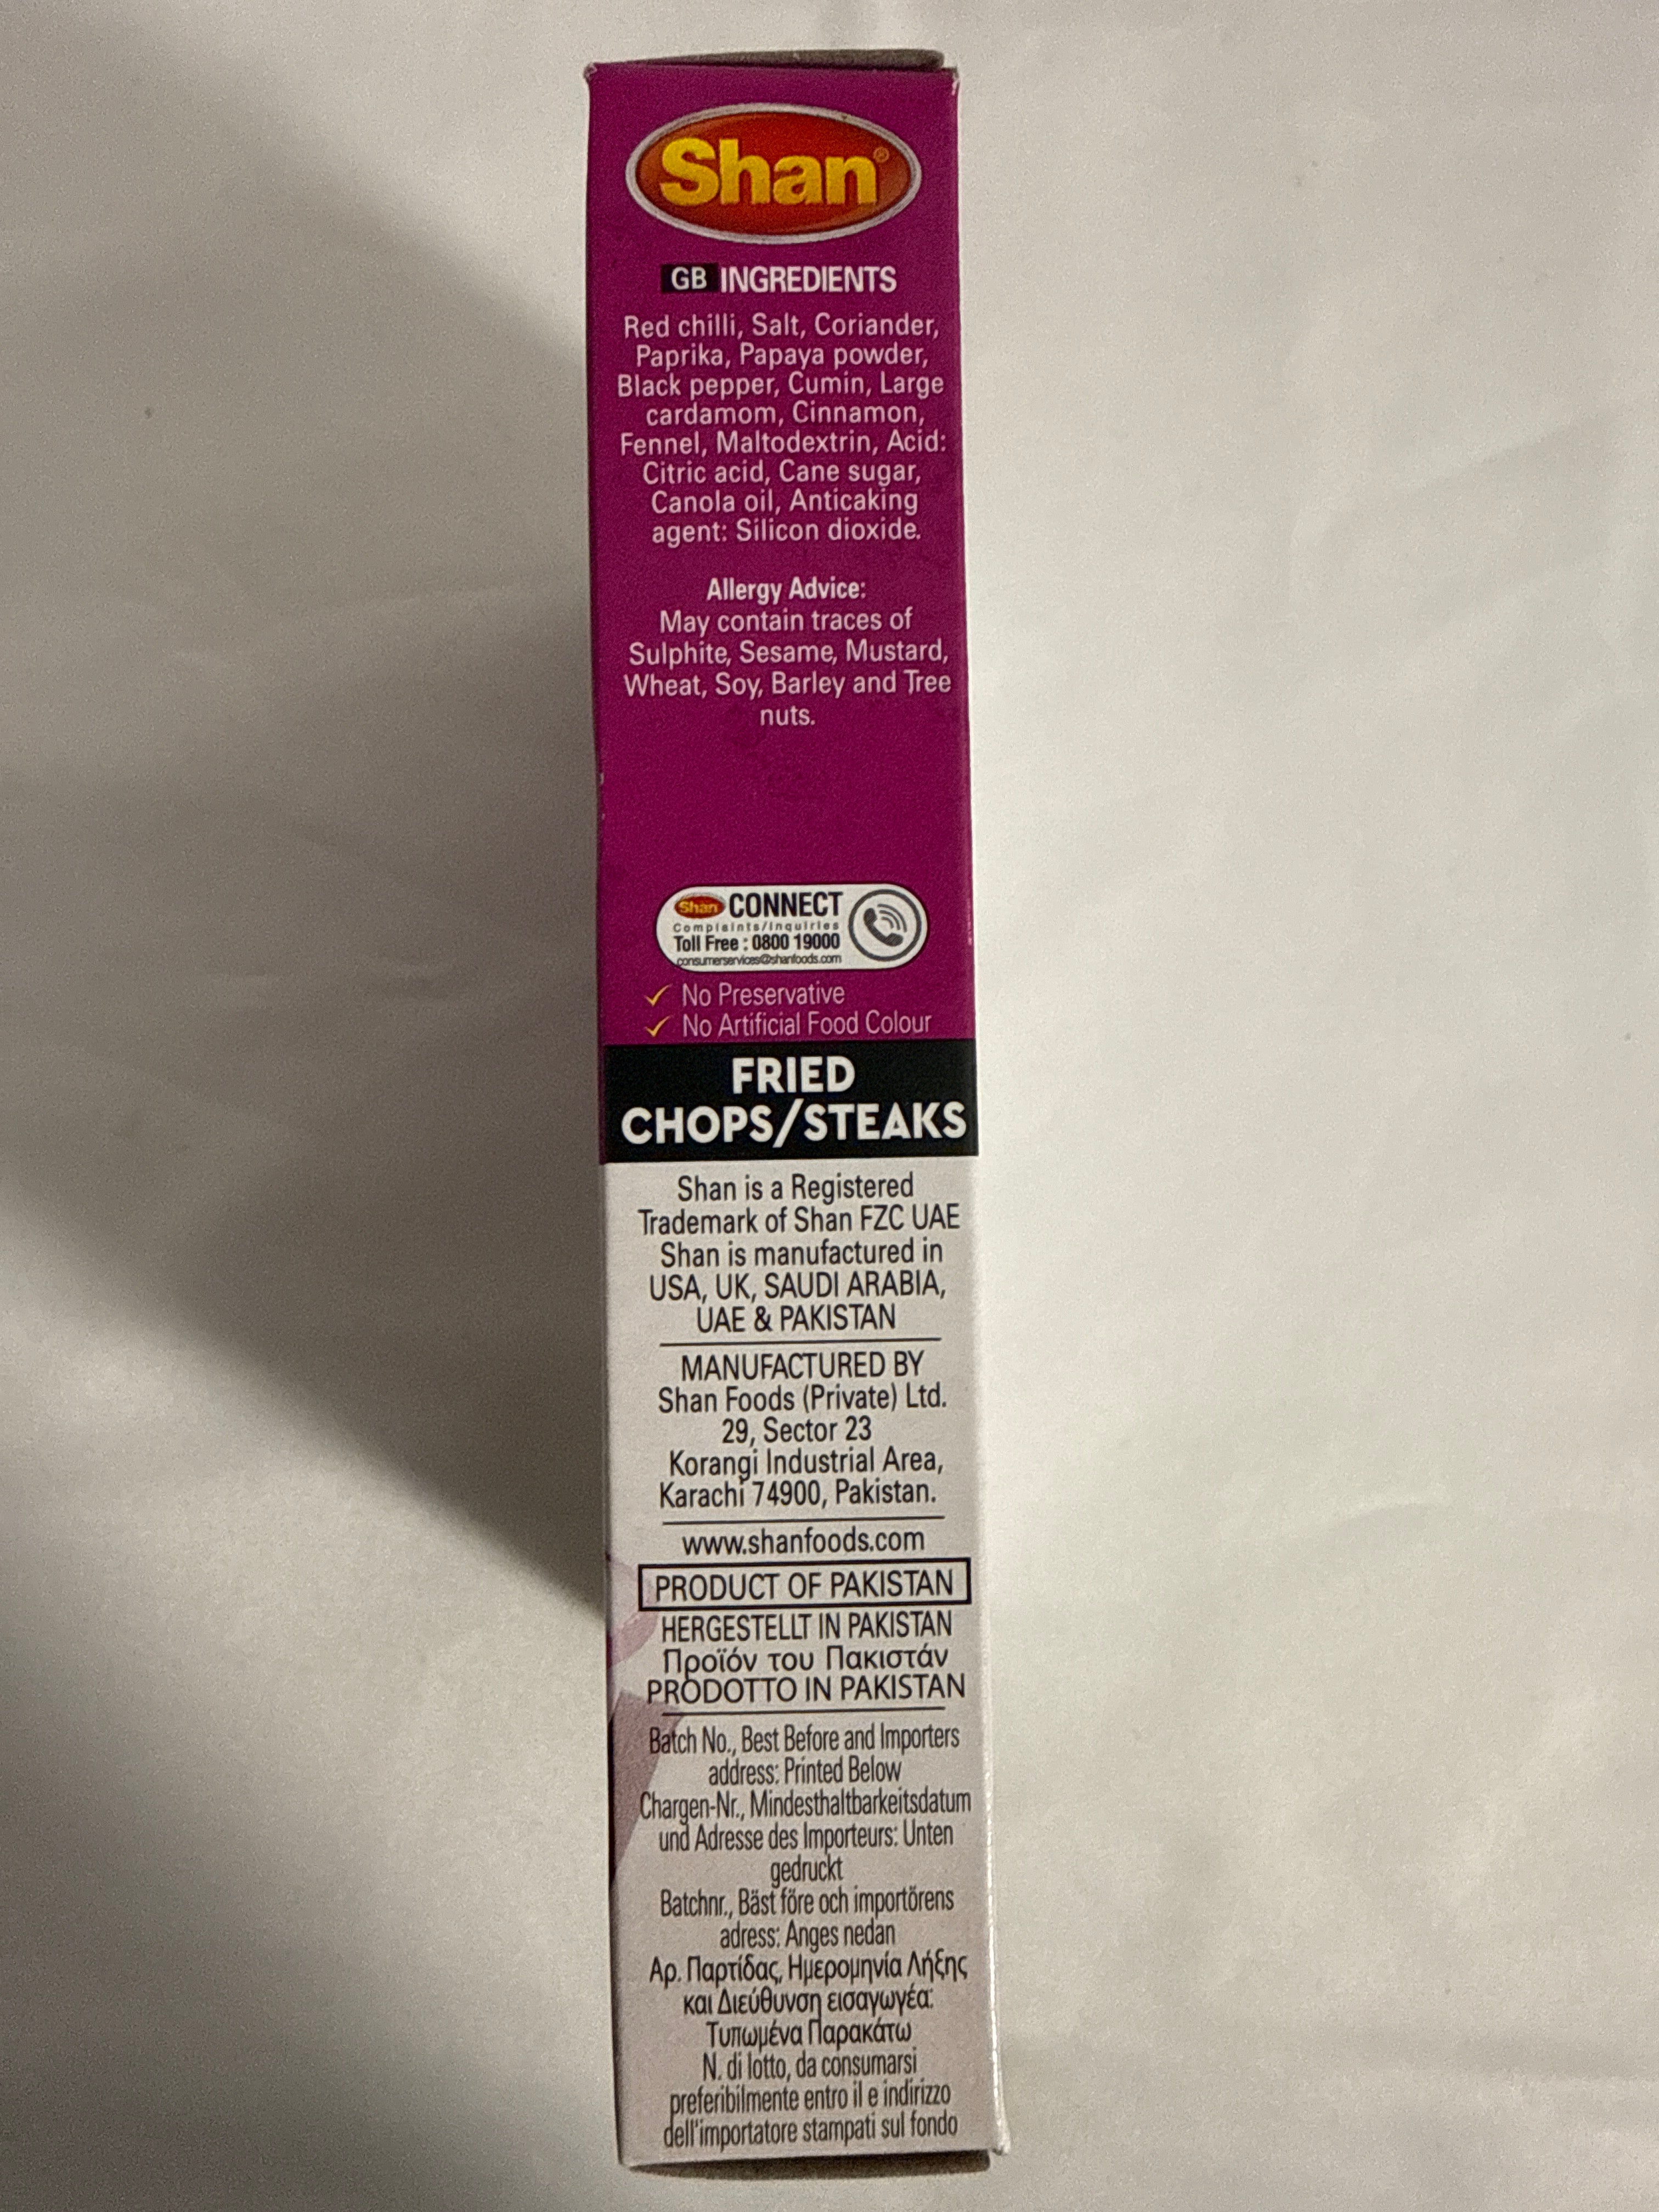 Shan®
GB INGREDIENTS
Red chilli, Salt, Coriander,
Paprika, Papaya powder,
Black pepper, Cumin, Large
cardamom, Cinnamon,
Fennel, Maltodextrin, Acid:
Citric acid, Cane sugar,
Canola oil, Anticaking
agent: Silicon dioxide.
Allergy Advice:
May contain traces of
Sulphite, Sesame, Mustard,
Wheat, Soy, Barley and Tree
nuts.
Shan CONNECT
Complaints/Inquiries
Toll Free : 0800 19000
consumerservices@shanfoods.com
No Preservative
No Artificial Food Colour
FRIED
CHOPS/STEAKS
Shan is a Registered
Trademark of Shan FZC UAE
Shan is manufactured in
USA, UK, SAUDI ARABIA,
UAE & PAKISTAN
MANUFACTURED BY
Shan Foods (Private) Ltd.
29, Sector 23
Korangi Industrial Area,
Karachi 74900, Pakistan.
www.shanfoods.com
PRODUCT OF PAKISTAN
HERGESTELLT IN PAKISTAN
Προϊόν του Πακιστάν
PRODOTTO IN PAKISTAN
Batch No., Best Before and Importers
address: Printed Below
Chargen-Nr., Mindesthaltbarkeitsdatum
und Adresse des Importeurs: Unten
gedruckt
Batchnr., Bäst före och importörens
adress: Anges nedan
Αρ. Παρτίδας, Ημερομηνία Λήξης
και Διεύθυνση εισαγωγέα:
Τυπωμένα Παρακάτω
N. di lotto, da consumarsi
preferibilmente entro il e indirizzo
dell'importatore stampati sul fondo